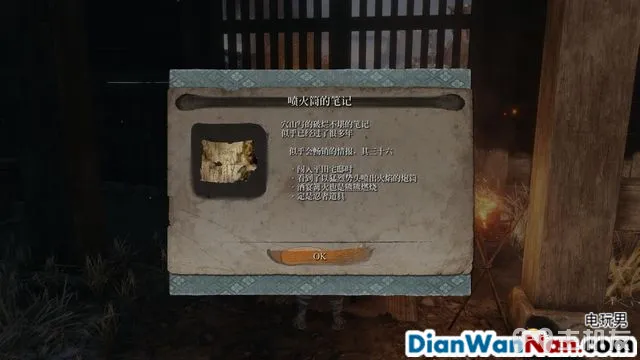 喷火筒的笔记
穴山写的破烂不堪的笔记
似乎已经过了很多年
似乎会畅销的情报，其三十六
·闯入平田宅邸时
·看到了以猛烈势头喷出火焰的炮筒
·酒宴篝火也是熊熊燃烧
·定是忍者道具
OK
电玩男
DianWanNan.com